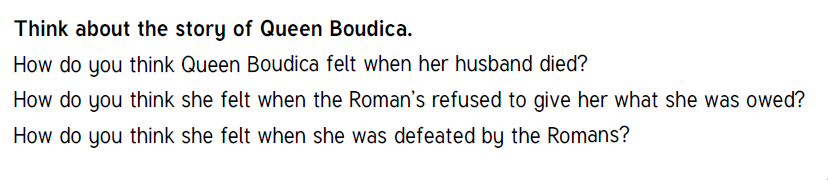 Think about the story of Queen Boudica.
How do you think Queen Boudica felt when her husband died?
How do you think she felt when the Roman's refused to give her what she was owed?
How do you think she felt when she was defeated by the Romans?